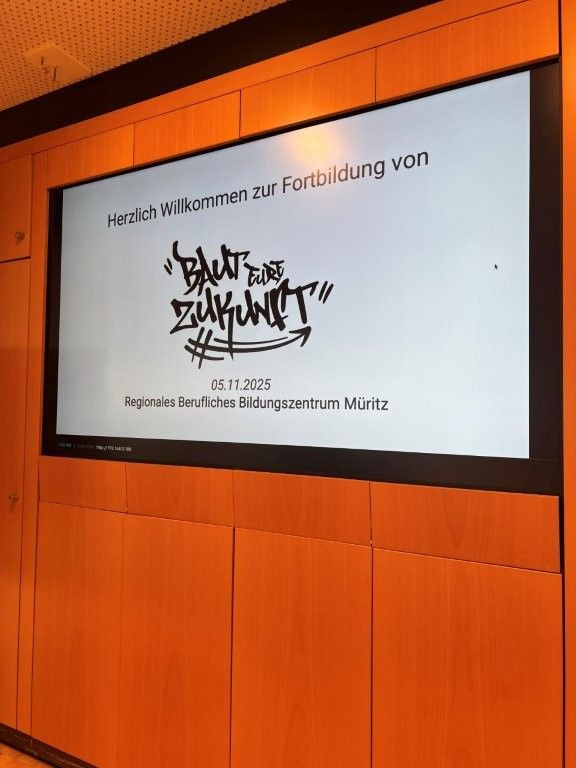 Herzlich Willkommen zur Fortbildung von
"BAUT EURE
ZUKUNFT"
#
05.11.2025
Regionales Berufliches Bildungszentrum Müritz